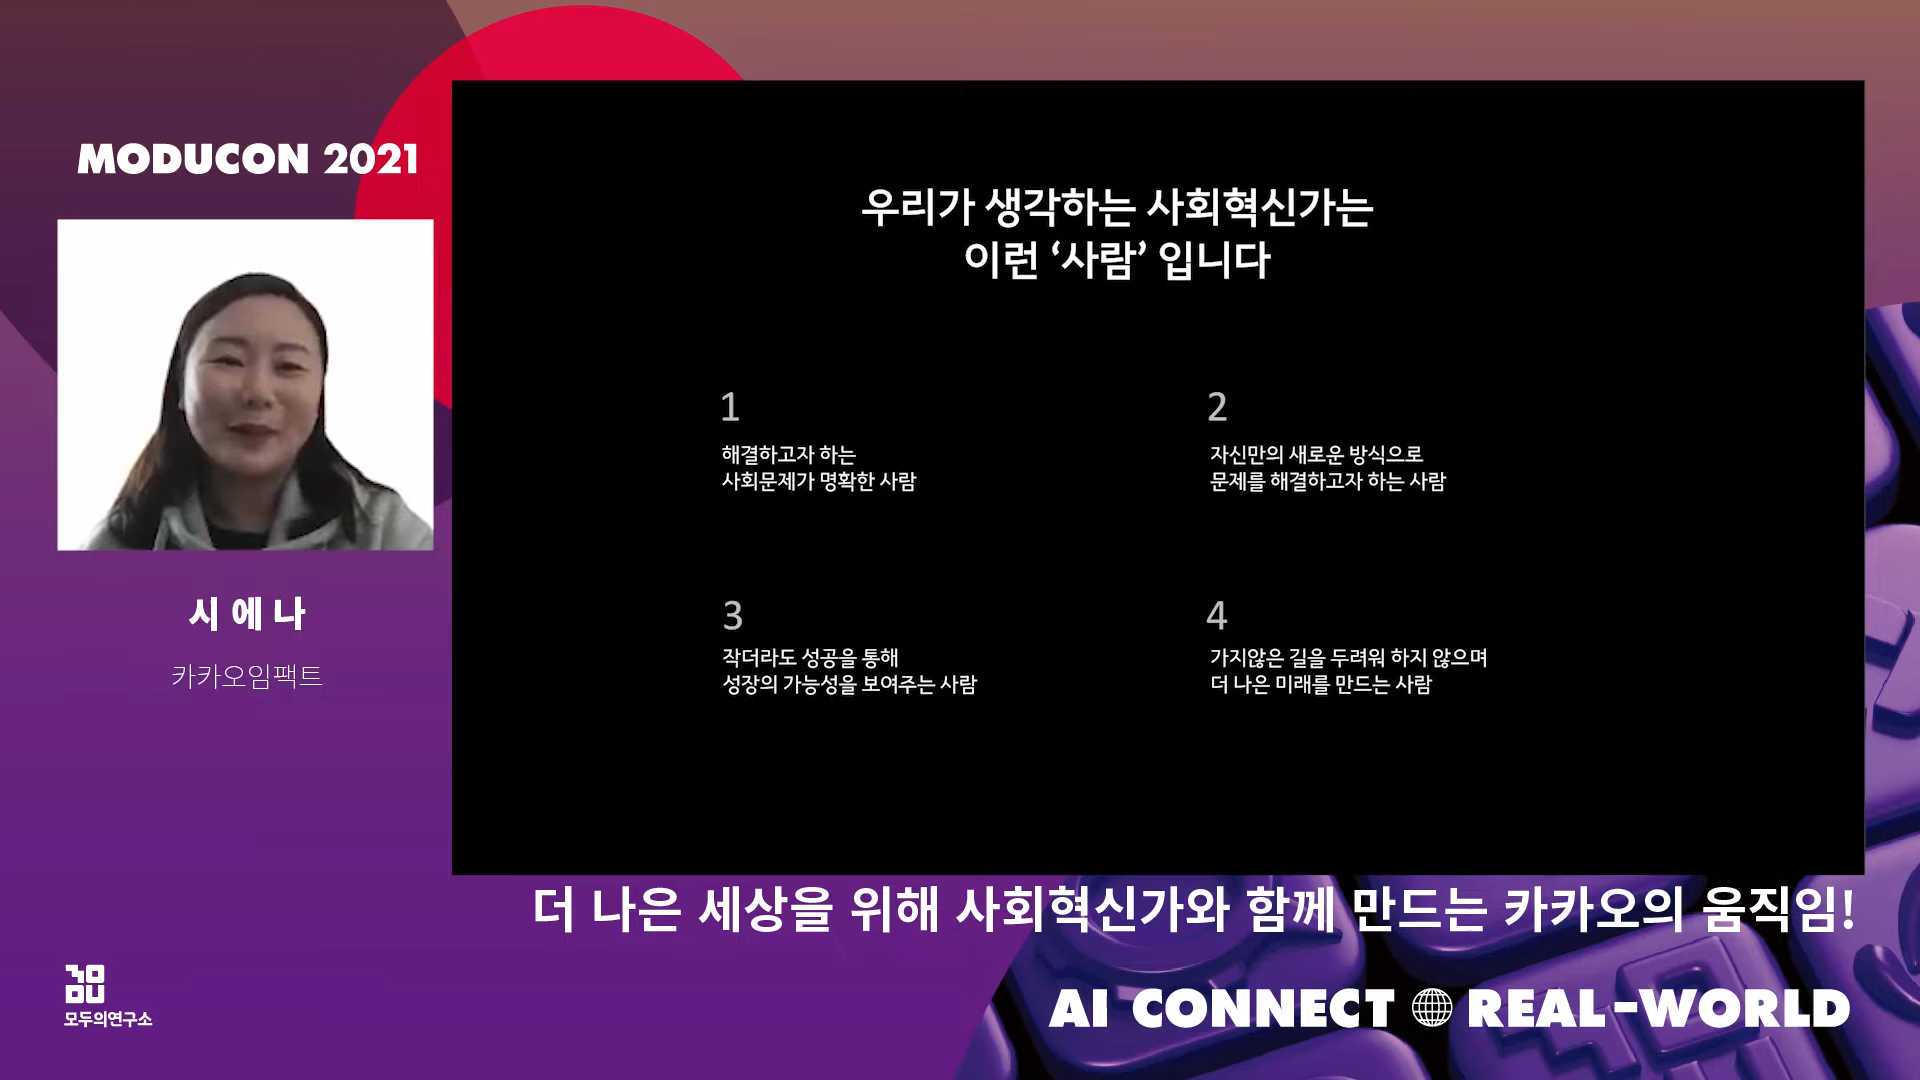 MODUCON 2021
시에나
카카오임팩트
우리가 생각하는 사회혁신가는
이런 ‘사람’ 입니다
1
해결하고자 하는
사회문제가 명확한 사람
2
자신만의 새로운 방식으로
문제를 해결하고자 하는 사람
3
작더라도 성공을 통해
성장의 가능성을 보여주는 사람
4
가지않은 길을 두려워 하지 않으며
더 나은 미래를 만드는 사람
더 나은 세상을 위해 사회혁신가와 함께 만드는 카카오의 움직임!
모두의연구소
AI CONNECT REAL-WORLD